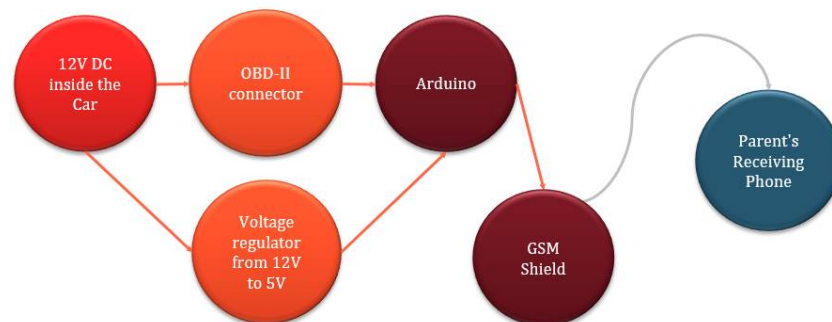 12V DC
inside the
Car
OBD-II
connector
Arduino
Voltage
regulator
from 12V
to 5V
GSM
Shield
Parent's
Receiving
Phone